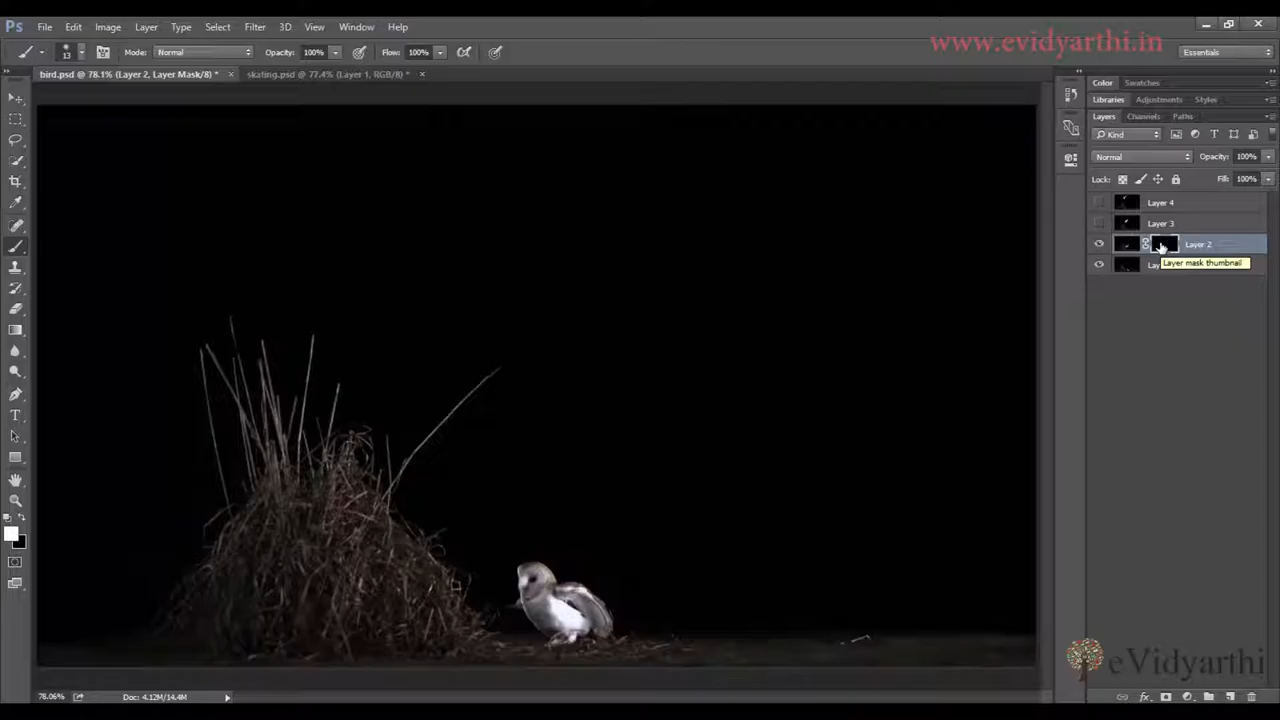 Ps File Edit Image Layer Type Select Filter 3D View Window Help
www.evidyarthi.in
13 Mode: Normal Opacity: 100% Flow: 100% Essentials
bird.psd @ 78.1% (Layer 2, Layer Mask/8) * × skating.psd @ 77.4% (Layer 1, RGB/8) * ×
Color Swatches
Libraries Adjustments Styles
Layers Channels Paths
Kind
Normal Opacity: 100%
Lock: Fill: 100%
Layer 4
Layer 3
Layer 2
Lay
Layer mask thumbnail
eVidyarthi
78.06% Doc: 4.12M/14.4M